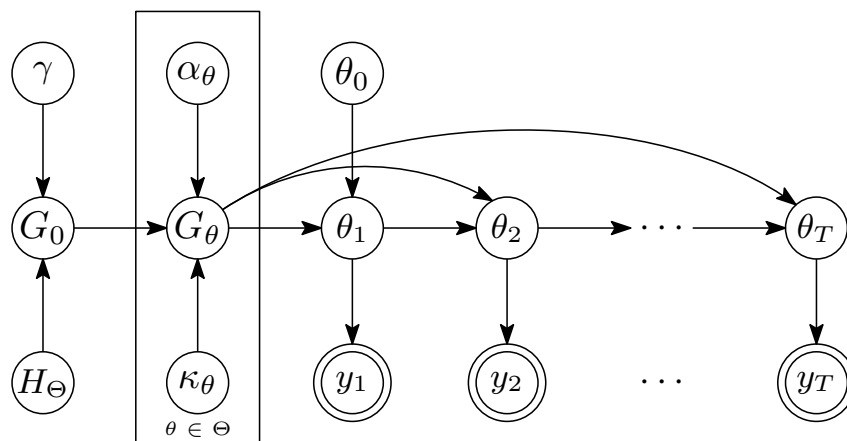 γ α_θ θ_0
G_0 G_θ θ_1 θ_2 ⋯ θ_T
H_Θ κ_θ y_1 y_2 ⋯ y_T
θ ∈ Θ